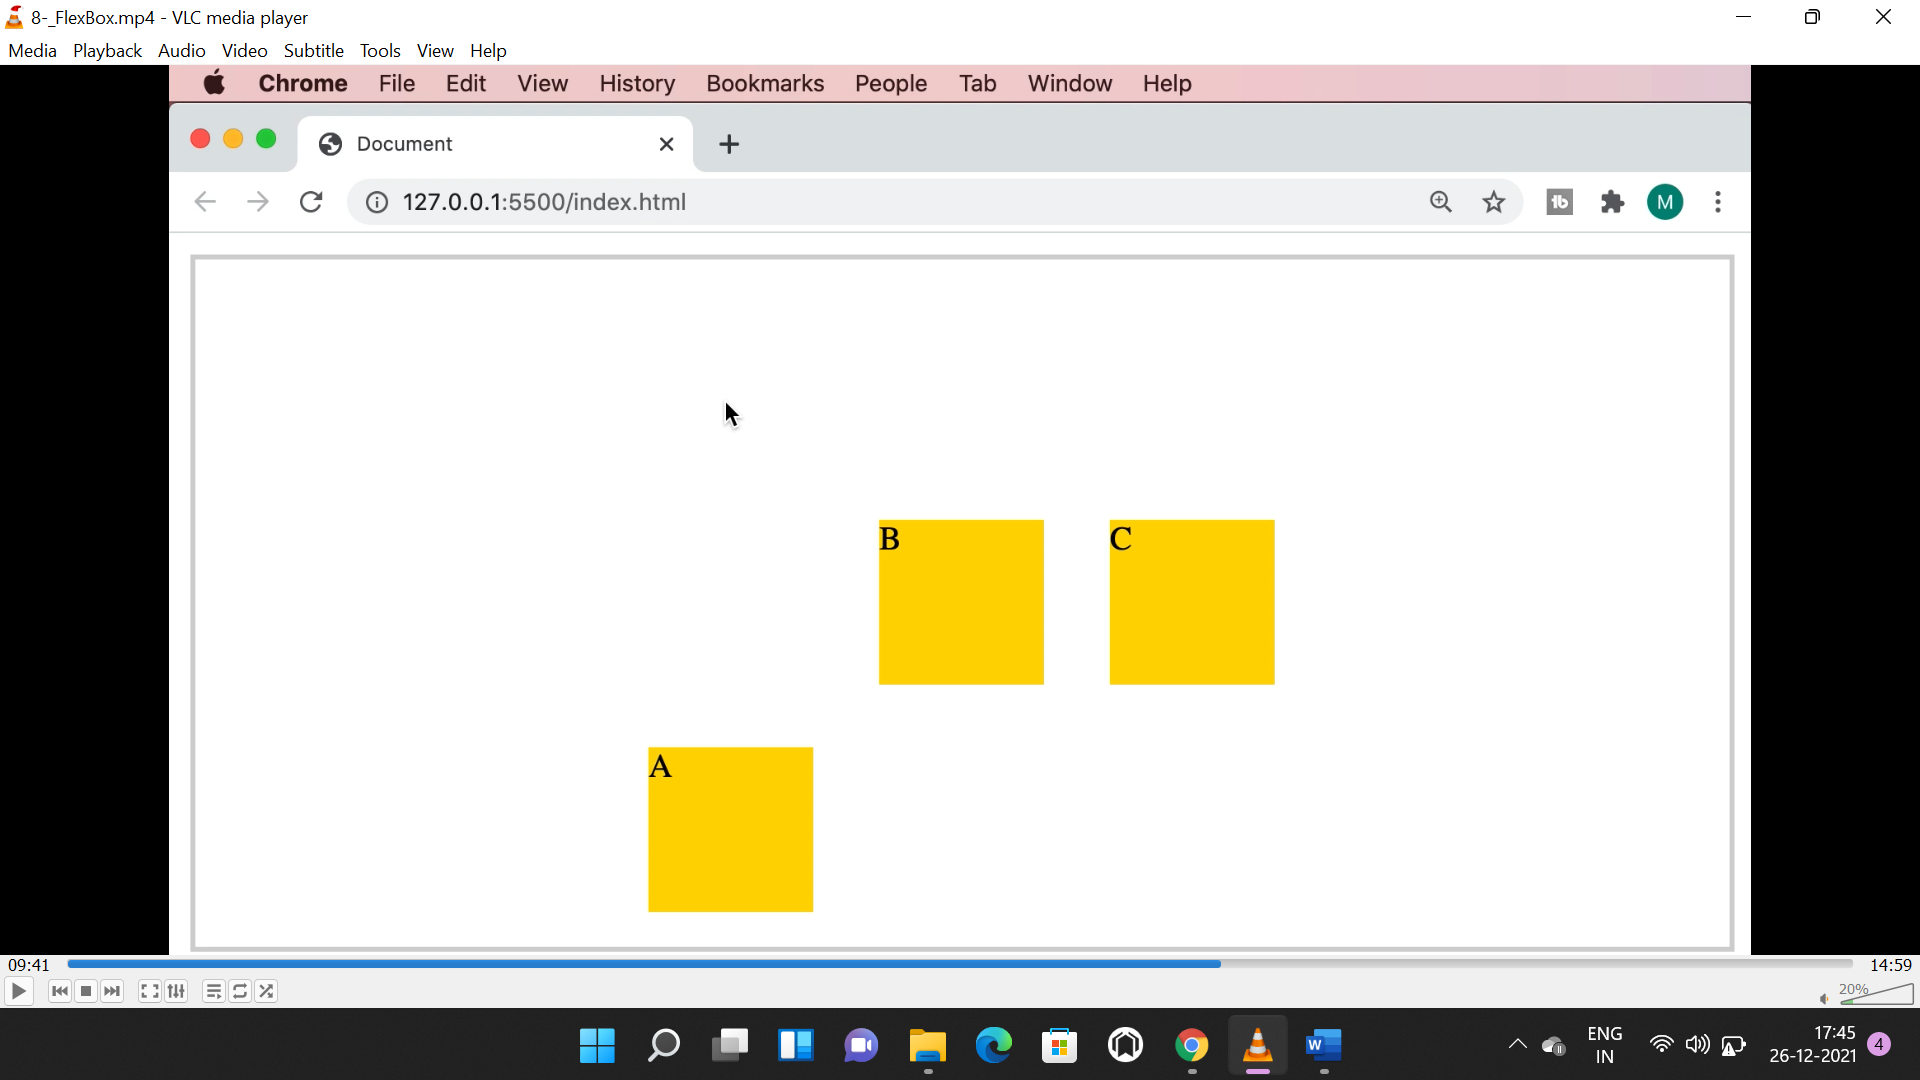 8-_FlexBox.mp4 - VLC media player
Media Playback Audio Video Subtitle Tools View Help
Chrome File Edit View History Bookmarks People Tab Window Help
Document
127.0.0.1:5500/index.html
tb
M
B
C
A
09:41
14:59
20%
W
ENG
IN
17:45
26-12-2021
4